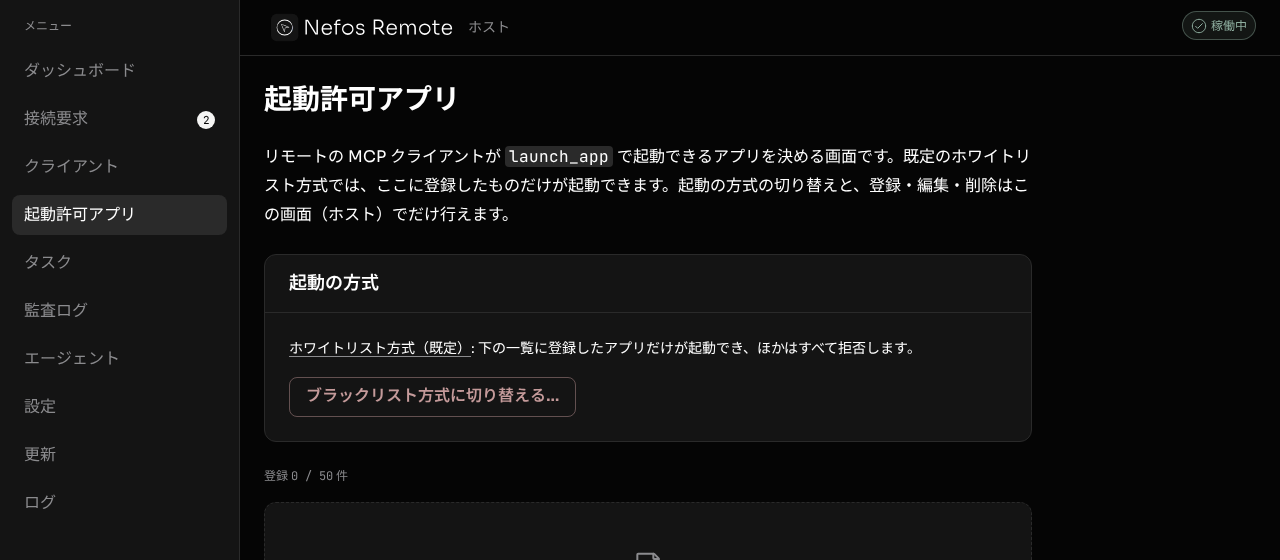 メニュー
ダッシュボード
接続要求
2
クライアント
起動許可アプリ
タスク
監査ログ
エージェント
設定
更新
ログ
Nefos Remote ホスト
稼働中
起動許可アプリ
リモートの MCP クライアントが launch_app で起動できるアプリを決める画面です。既定のホワイトリ
スト方式では、ここに登録したものだけが起動できます。起動の方式の切り替えと、登録・編集・削除はこ
の画面（ホスト）でだけ行えます。
起動の方式
ホワイトリスト方式（既定）: 下の一覧に登録したアプリだけが起動でき、ほかはすべて拒否します。
ブラックリスト方式に切り替える…
登録 0 / 50 件